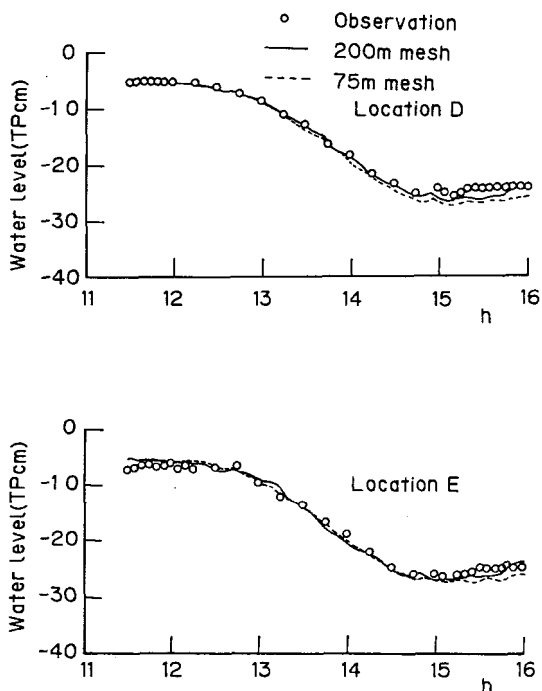 Observation
200m mesh
75m mesh
Location D
Water level(TPcm)
0
-10
-20
-30
-40
11 12 13 14 15 16
h
Location E
Water level(TPcm)
0
-10
-20
-30
-40
11 12 13 14 15 16
h